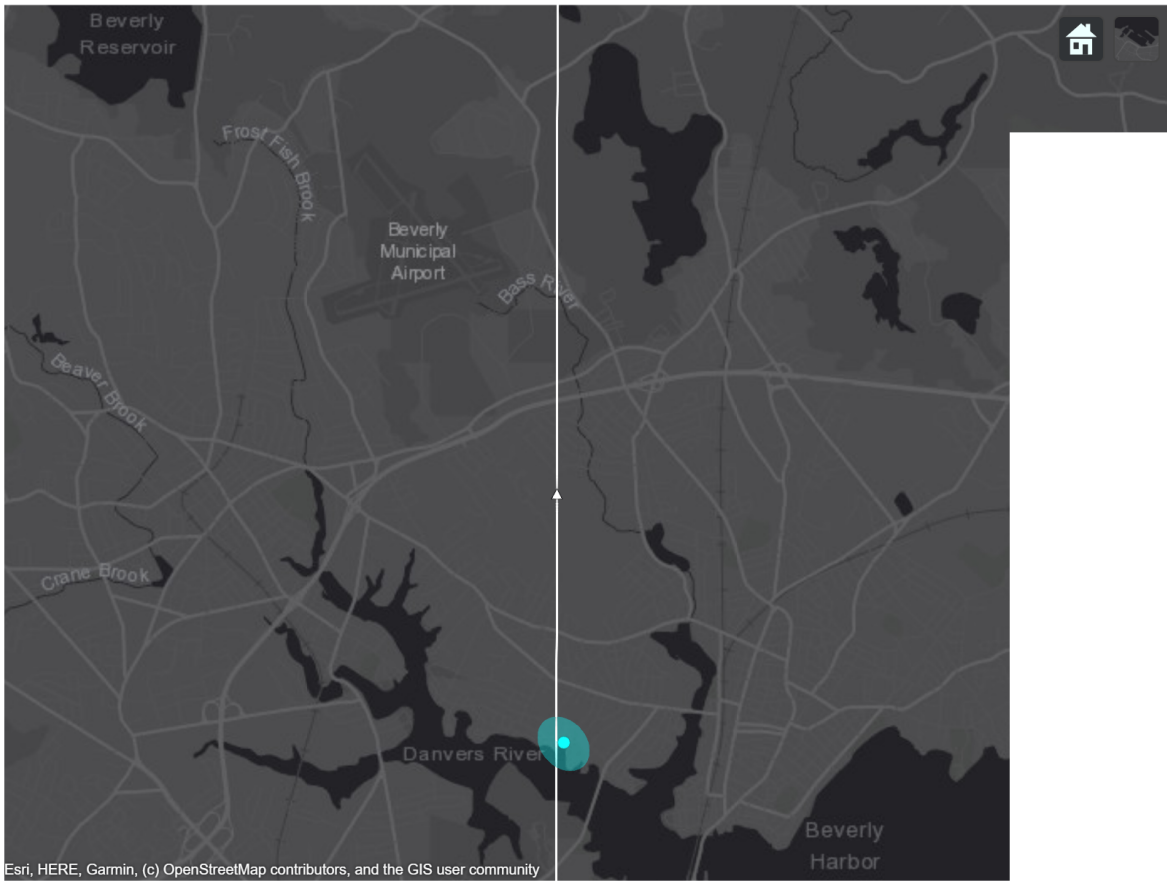 Beverly
Reservoir
Frost Fish Brook
Beverly
Municipal
Airport
Bass River
Beaver Brook
Crane Brook
Danvers River
Beverly
Harbor
Esri, HERE, Garmin, (c) OpenStreetMap contributors, and the GIS user community